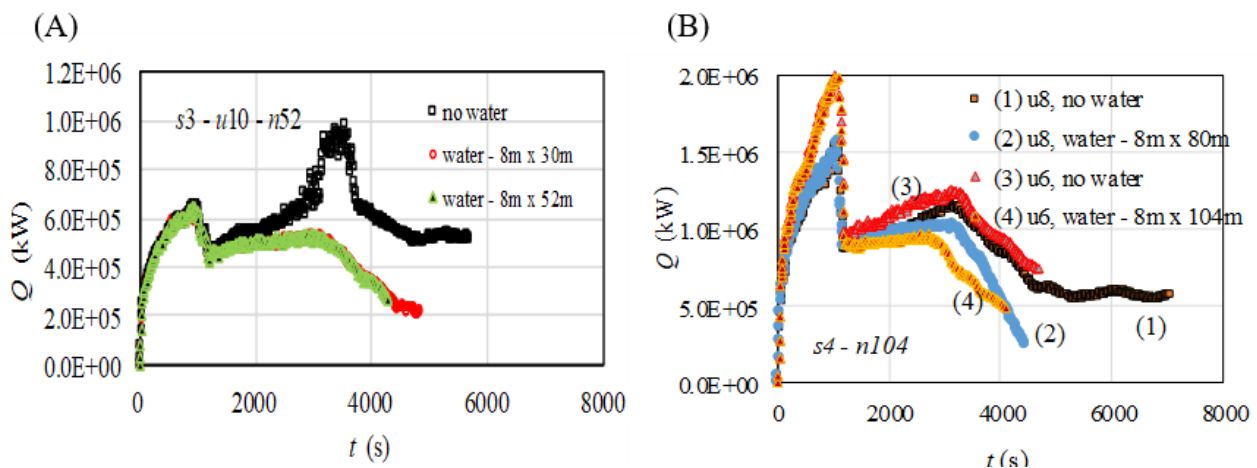 (A)
1.2E+06
1.0E+06
8.0E+05
6.0E+05
4.0E+05
2.0E+05
0.0E+00
Q (kW)
s3 - u10 - n52
no water
water - 8m x 30m
water - 8m x 52m
0 2000 4000 6000 8000
t (s)
(B)
2.0E+06
1.5E+06
1.0E+06
5.0E+05
0.0E+00
Q (kW)
(1) u8, no water
(2) u8, water - 8m x 80m
(3) u6, no water
(4) u6, water - 8m x 104m
(3)
(4)
(2)
(1)
s4 - n104
0 2000 4000 6000 8000
t (s)